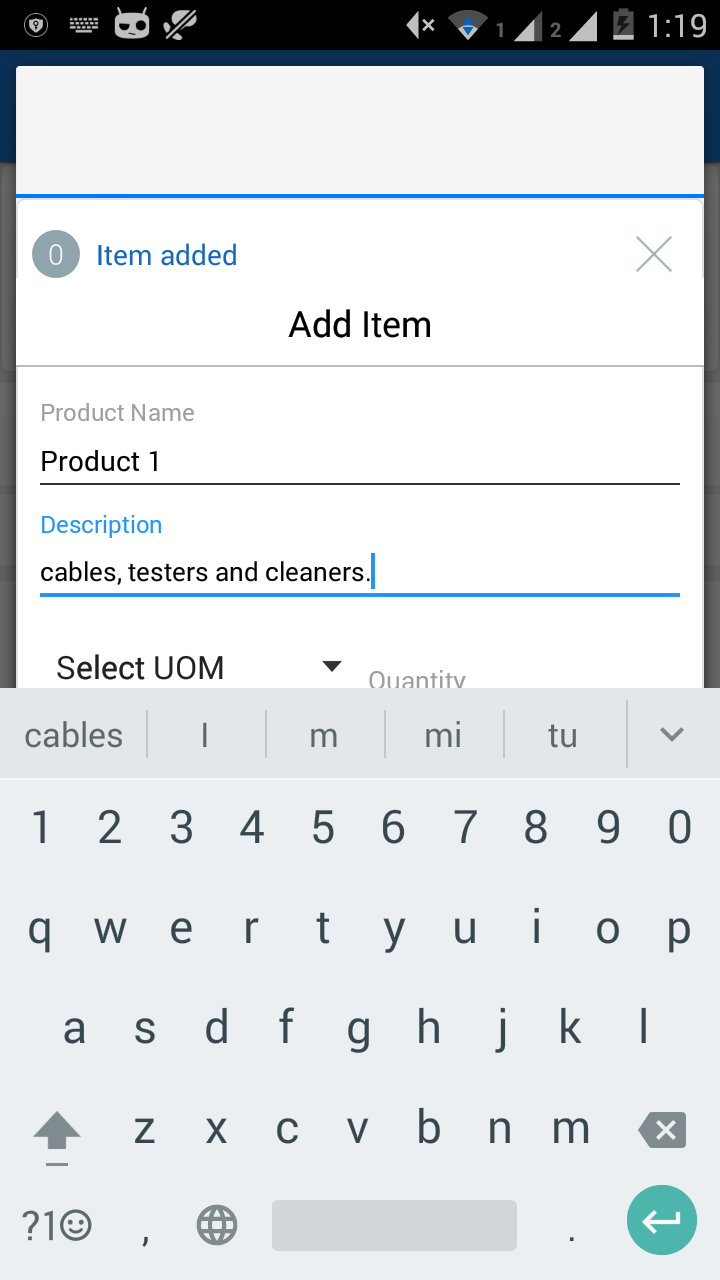 1 2 1:19
0 Item added
Add Item
Product Name
Product 1
Description
cables, testers and cleaners.
Select UOM
Quantity
cables I m mi tu
1 2 3 4 5 6 7 8 9 0
q w e r t y u i o p
a s d f g h j k l
z x c v b n m
?1☺ , .